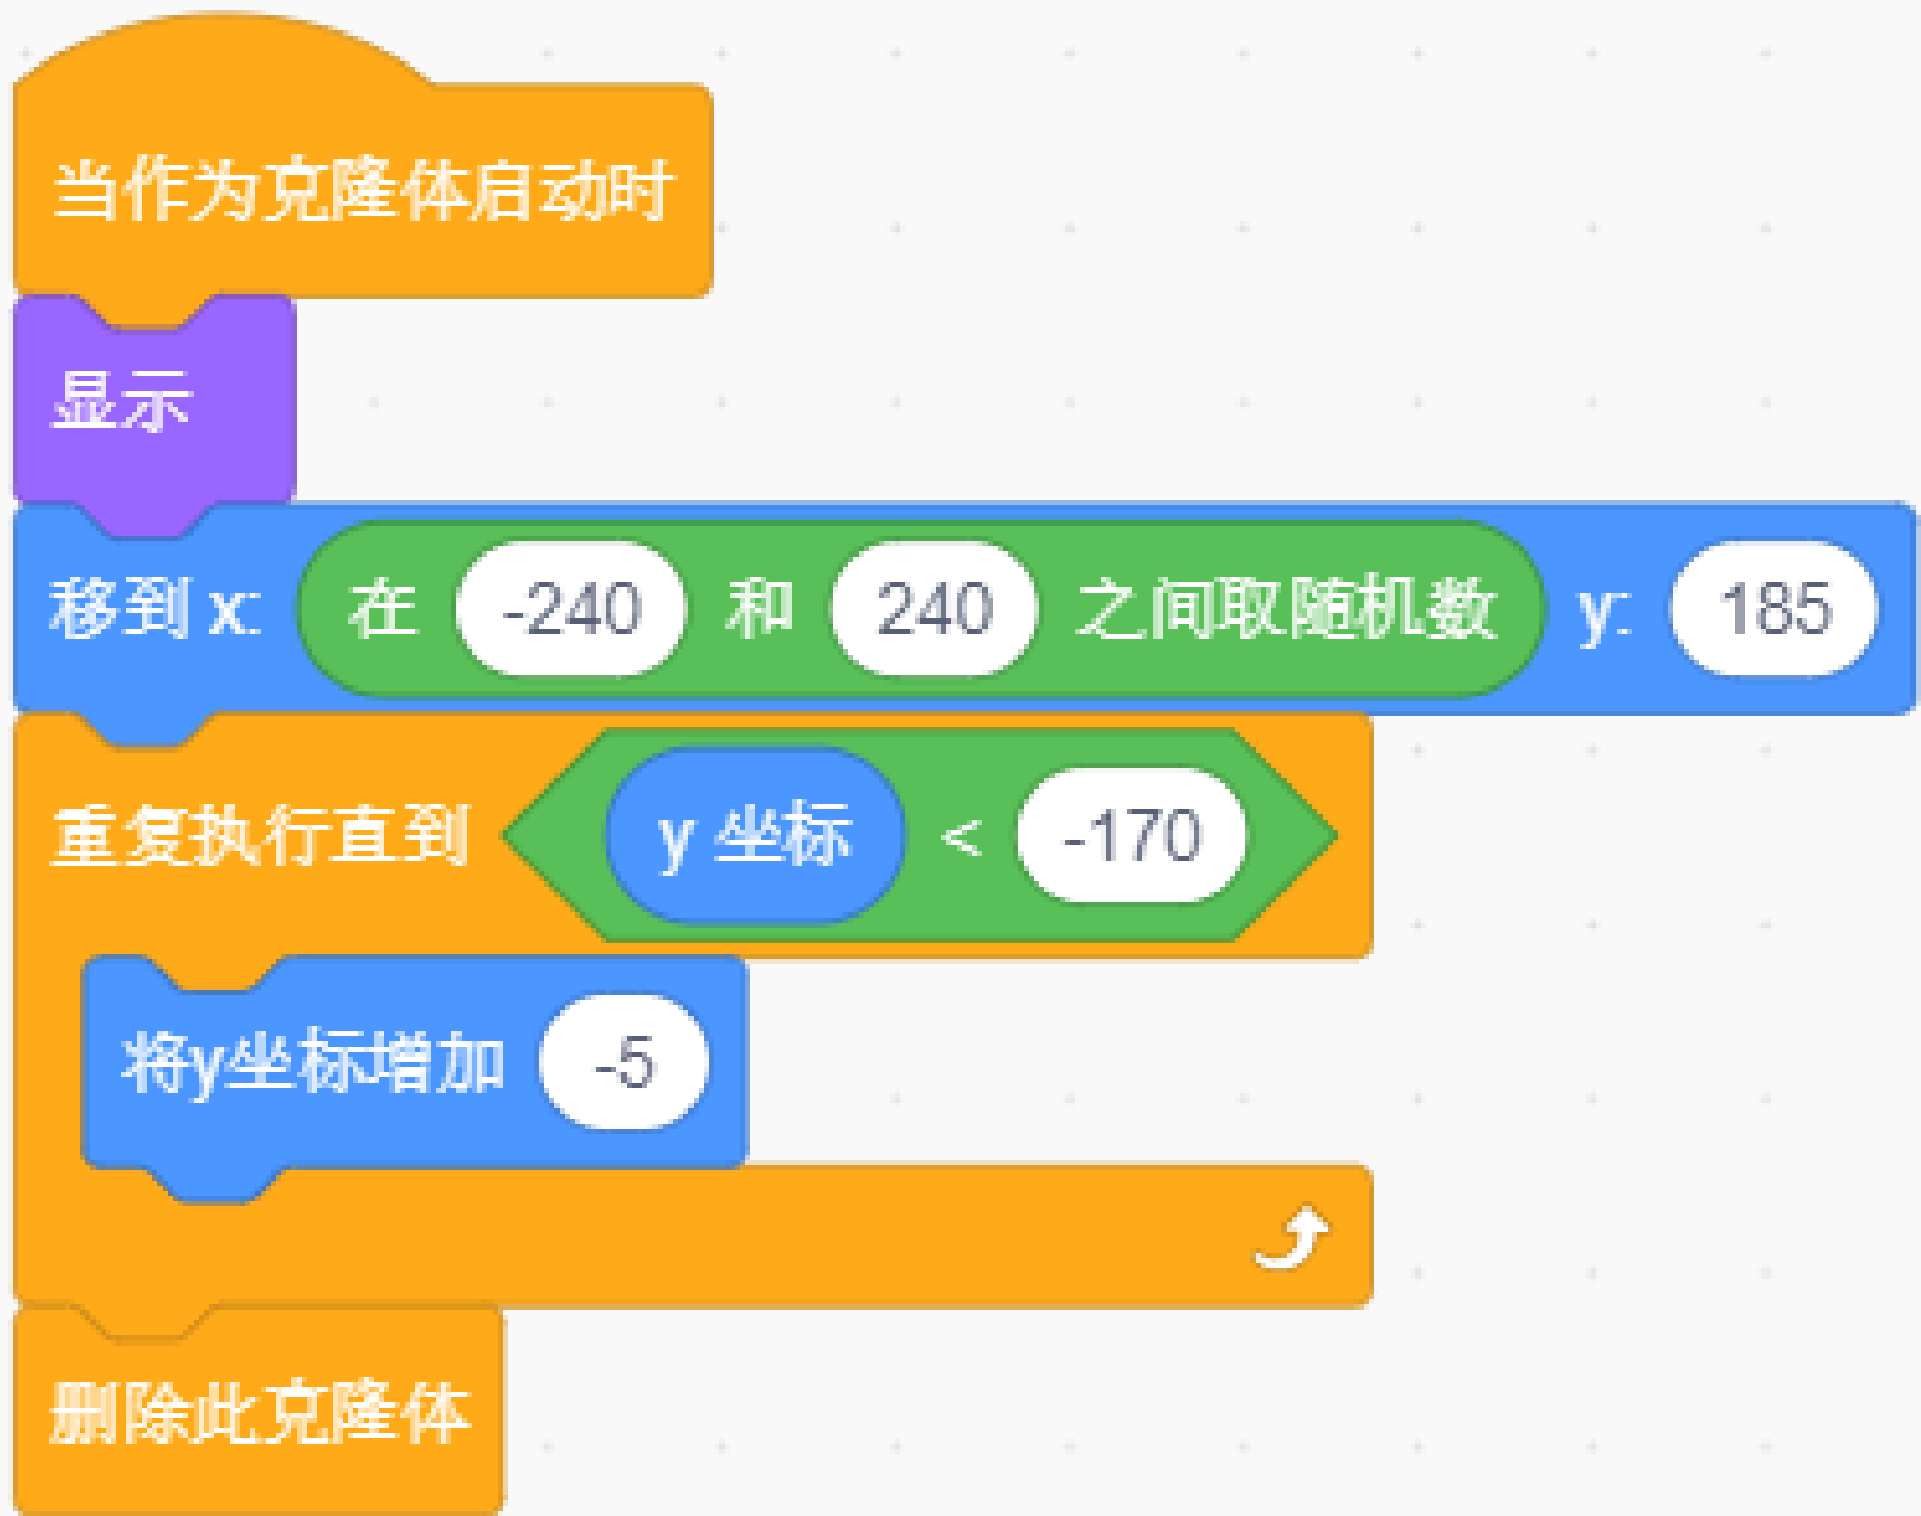 当作为克隆体启动时
显示
移到 x: 在 -240 和 240 之间取随机数 y: 185
重复执行直到 y 坐标 < -170
将y坐标增加 -5
删除此克隆体